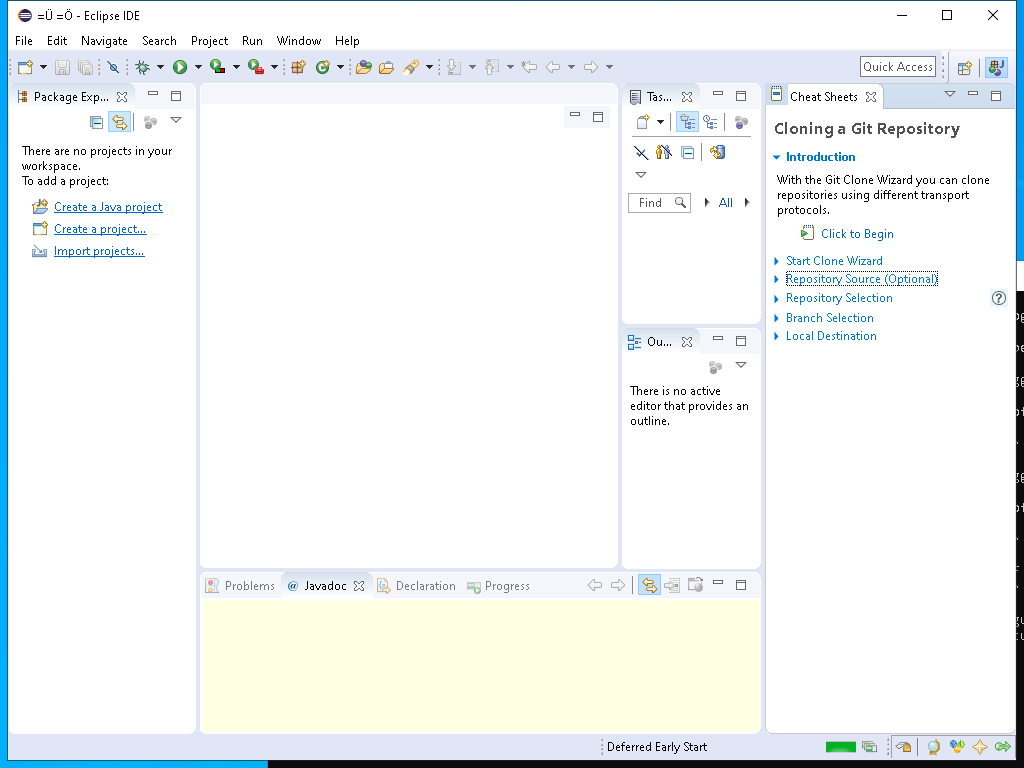 =Ü =Ö - Eclipse IDE
File Edit Navigate Search Project Run Window Help
Quick Access
Package Exp...
There are no projects in your
workspace.
To add a project:
Create a Java project
Create a project...
Import projects...
Tas...
Find
All
Ou...
There is no active
editor that provides an
outline.
Cheat Sheets
Cloning a Git Repository
Introduction
With the Git Clone Wizard you can clone
repositories using different transport
protocols.
Click to Begin
Start Clone Wizard
Repository Source (Optional)
Repository Selection
Branch Selection
Local Destination
Problems @ Javadoc Declaration Progress
Deferred Early Start